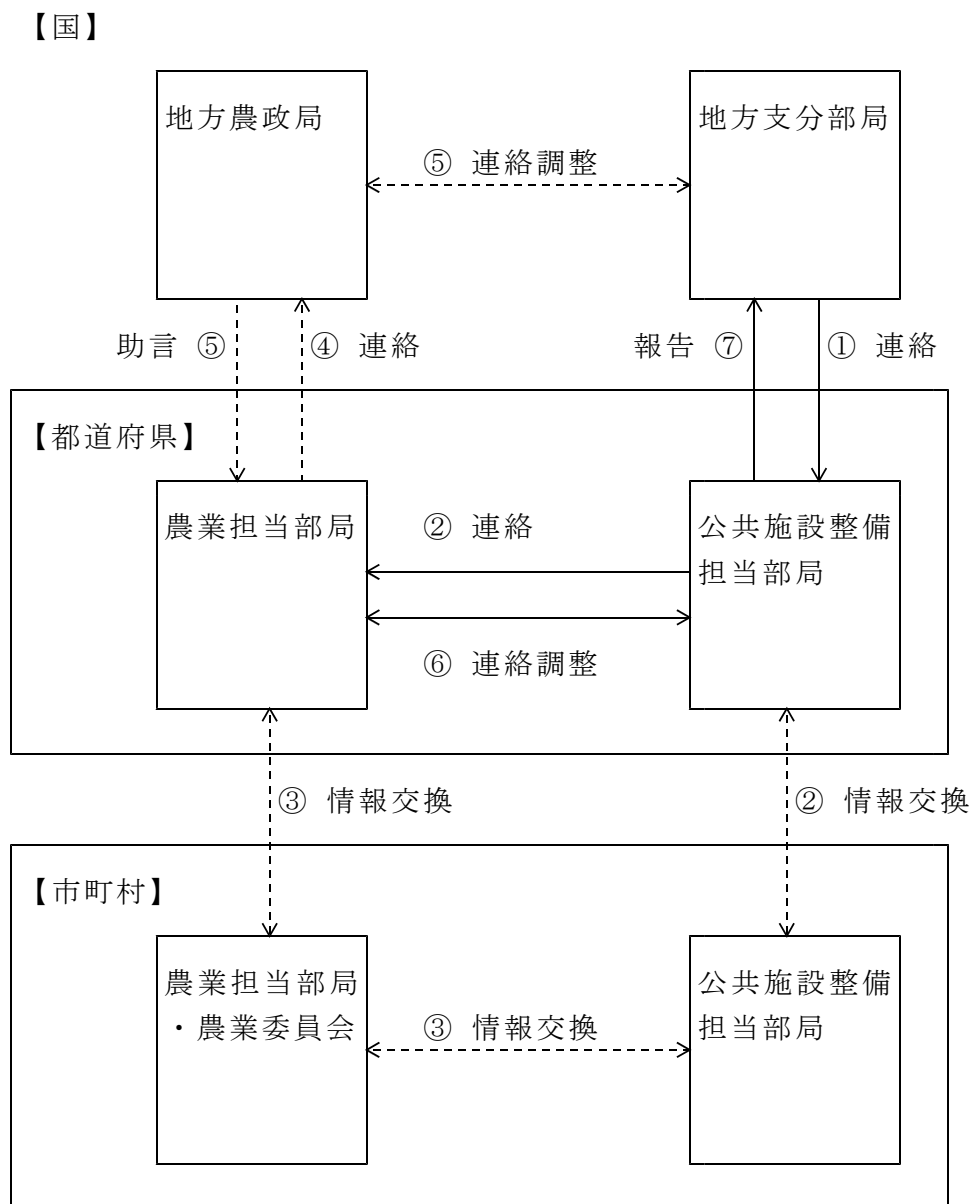 【国】
地方農政局
地方支分部局
⑤ 連絡調整
助言 ⑤
④ 連絡
報告 ⑦
① 連絡
【都道府県】
農業担当部局
② 連絡
公共施設整備
担当部局
⑥ 連絡調整
③ 情報交換
② 情報交換
【市町村】
農業担当部局
・農業委員会
③ 情報交換
公共施設整備
担当部局